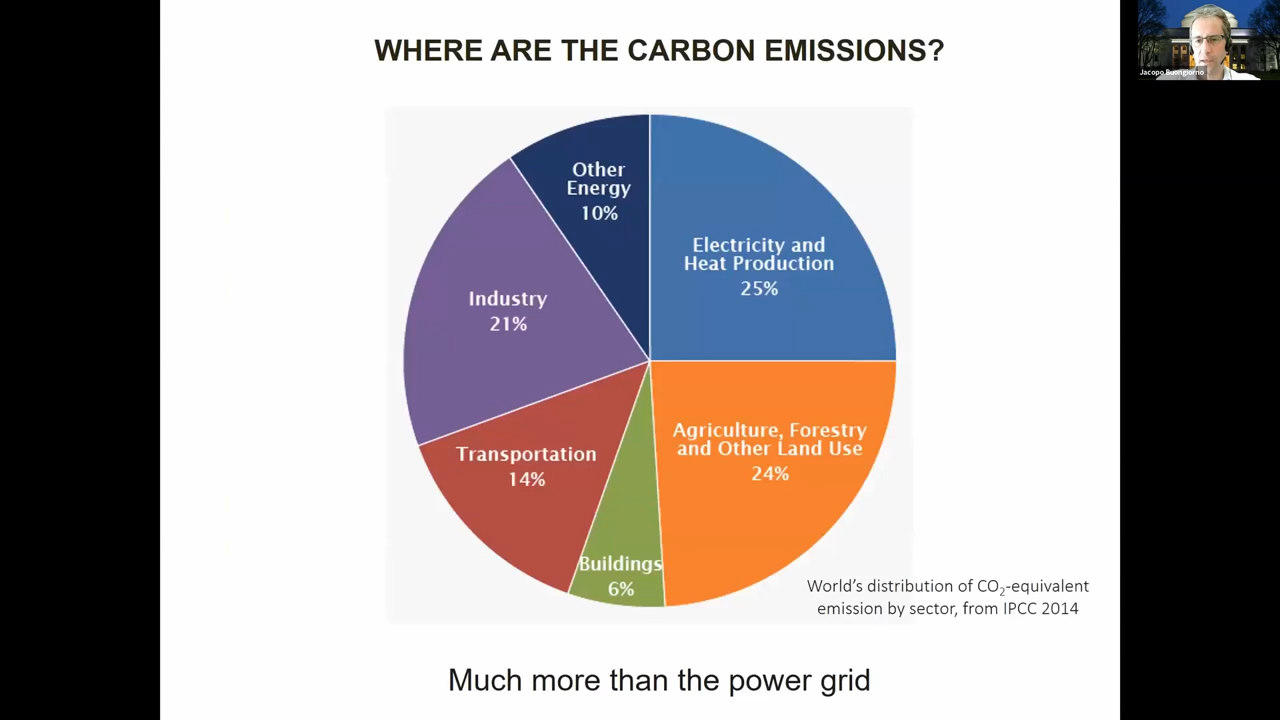 WHERE ARE THE CARBON EMISSIONS?
Jacopo Buongiorno
Other
Energy
10%
Electricity and
Heat Production
25%
Industry
21%
Agriculture, Forestry
and Other Land Use
24%
Transportation
14%
Buildings
6%
World's distribution of CO₂-equivalent
emission by sector, from IPCC 2014
Much more than the power grid